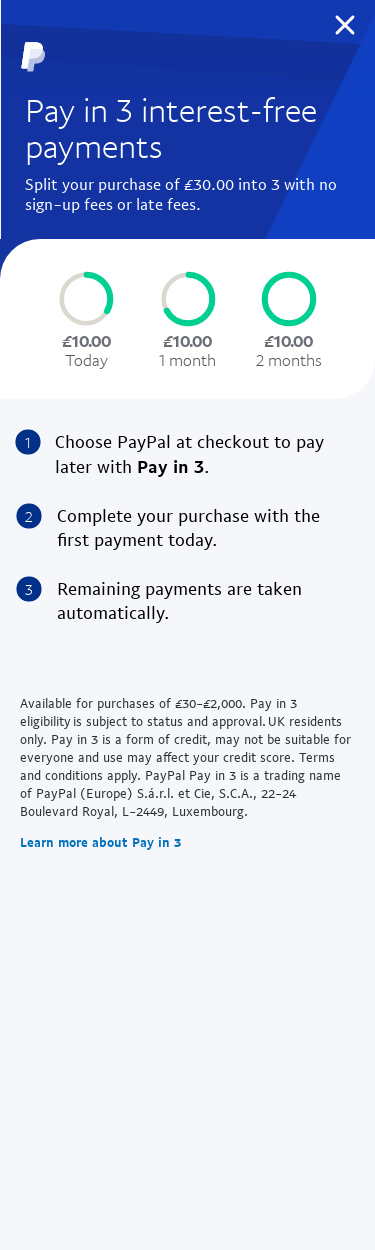 Pay in 3 interest-free
payments
Split your purchase of £30.00 into 3 with no
sign-up fees or late fees.
£10.00 £10.00 £10.00
Today 1 month 2 months
1 Choose PayPal at checkout to pay
later with Pay in 3.
2 Complete your purchase with the
first payment today.
3 Remaining payments are taken
automatically.
Available for purchases of £30-£2,000. Pay in 3
eligibility is subject to status and approval. UK residents
only. Pay in 3 is a form of credit, may not be suitable for
everyone and use may affect your credit score. Terms
and conditions apply. PayPal Pay in 3 is a trading name
of PayPal (Europe) S.á.r.l. et Cie, S.C.A., 22-24
Boulevard Royal, L-2449, Luxembourg.
Learn more about Pay in 3